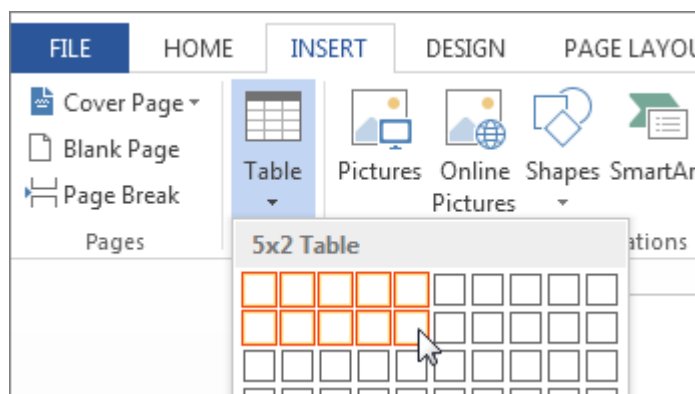 FILE HOME INSERT DESIGN PAGE LAYOU
Cover Page
Blank Page
Page Break
Pages
Table
Pictures
Online
Pictures
Shapes
SmartAr
ations
5x2 Table